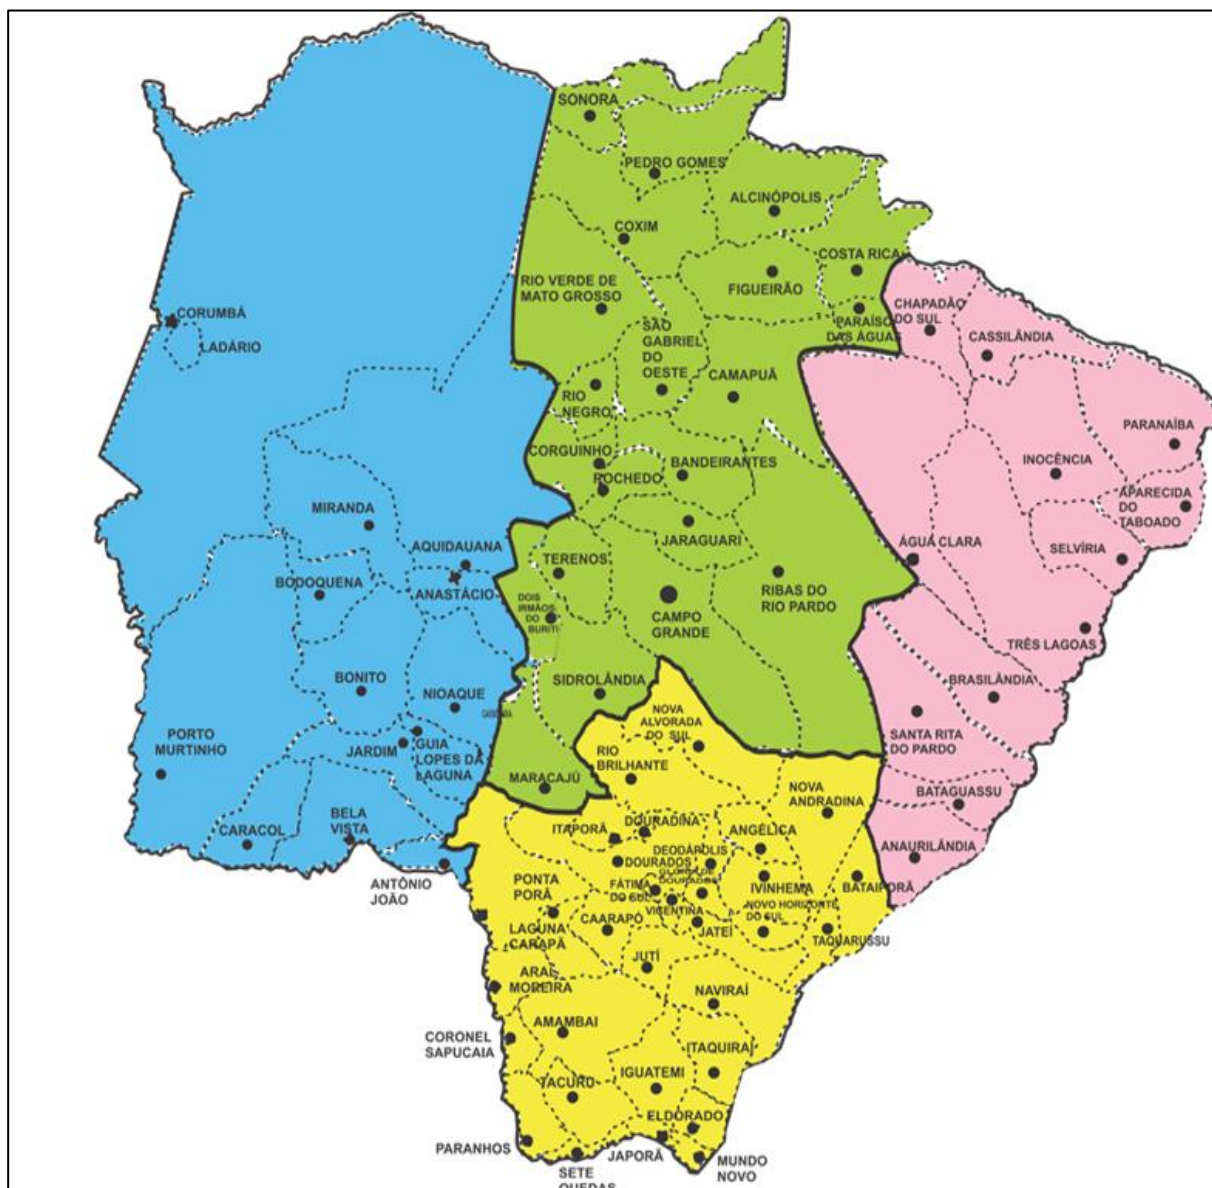 SONORA
PEDRO GOMES
ALCINÓPOLIS
COXIM
COSTA RICA
RIO VERDE DE
MATO GROSSO
FIGUEIRÃO
CHAPADÃO
DO SUL
PARAÍSO
DAS ÁGUAS
CASSILÂNDIA
CORUMBÁ
LADÁRIO
SAO
GABRIEL
DO
OESTE
CAMAPUÃ
RIO
NEGRO
PARANAÍBA
CORGUINHO
BANDEIRANTES
INOCÊNCIA
ROCHEDO
APARECIDA
DO
TABOADO
MIRANDA
JARAGUARI
ÁGUA CLARA
SELVÍRIA
AQUIDAUANA
TERENOS
BODOQUENA
ANASTÁCIO
DOIS
IRMÃOS
DO
BURITI
RIBAS DO
RIO PARDO
CAMPO
GRANDE
TRÊS LAGOAS
BONITO
NIOAQUE
SIDROLÂNDIA
BRASILÂNDIA
NOVA
ALVORADA
DO SUL
SANTA RITA
DO PARDO
PORTO
MURTINHO
JARDIM
GUIA
LOPES DA
LAGUNA
RIO
BRILHANTE
MARACAJÚ
NOVA
ANDRADINA
BATAGUASSU
CARACOL
BELA
VISTA
ITAPORÃ
DOURADINA
ANGÉLICA
ANAURILÂNDIA
DEODÁPOLIS
DOURADOS
GLORIA DE
DOURADOS
ANTÔNIO
JOÃO
PONTA
PORÃ
FÁTIMA
DO SUL
IVINHEMA
BATAIPORÃ
VICENTINA
NOVO HORIZONTE
DO SUL
LAGUNA
CARAPÃ
CAARAPÓ
JATEÍ
TAQUARUSSU
JUTÍ
ARAL
MOREIRA
NAVIRAÍ
AMAMBAI
CORONEL
SAPUCAIA
ITAQUIRAÍ
TACURU
IGUATEMI
ELDORADO
PARANHOS
SETE
QUEDAS
JAPORÃ
MUNDO
NOVO